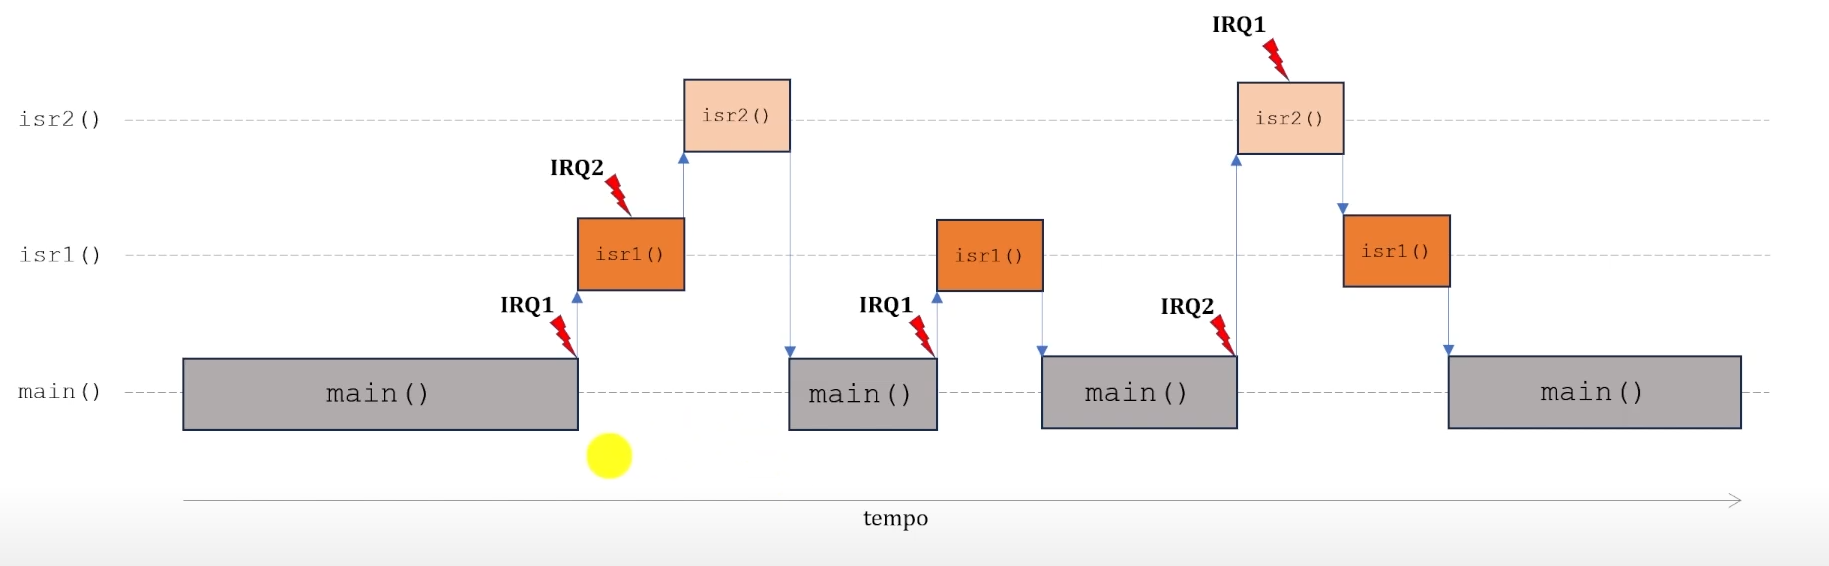 IRQ1
isr2()
isr2()
isr2()
IRQ2
isr1()
isr1()
isr1()
isr1()
IRQ1
IRQ1
IRQ2
main()
main()
main()
main()
main()
tempo